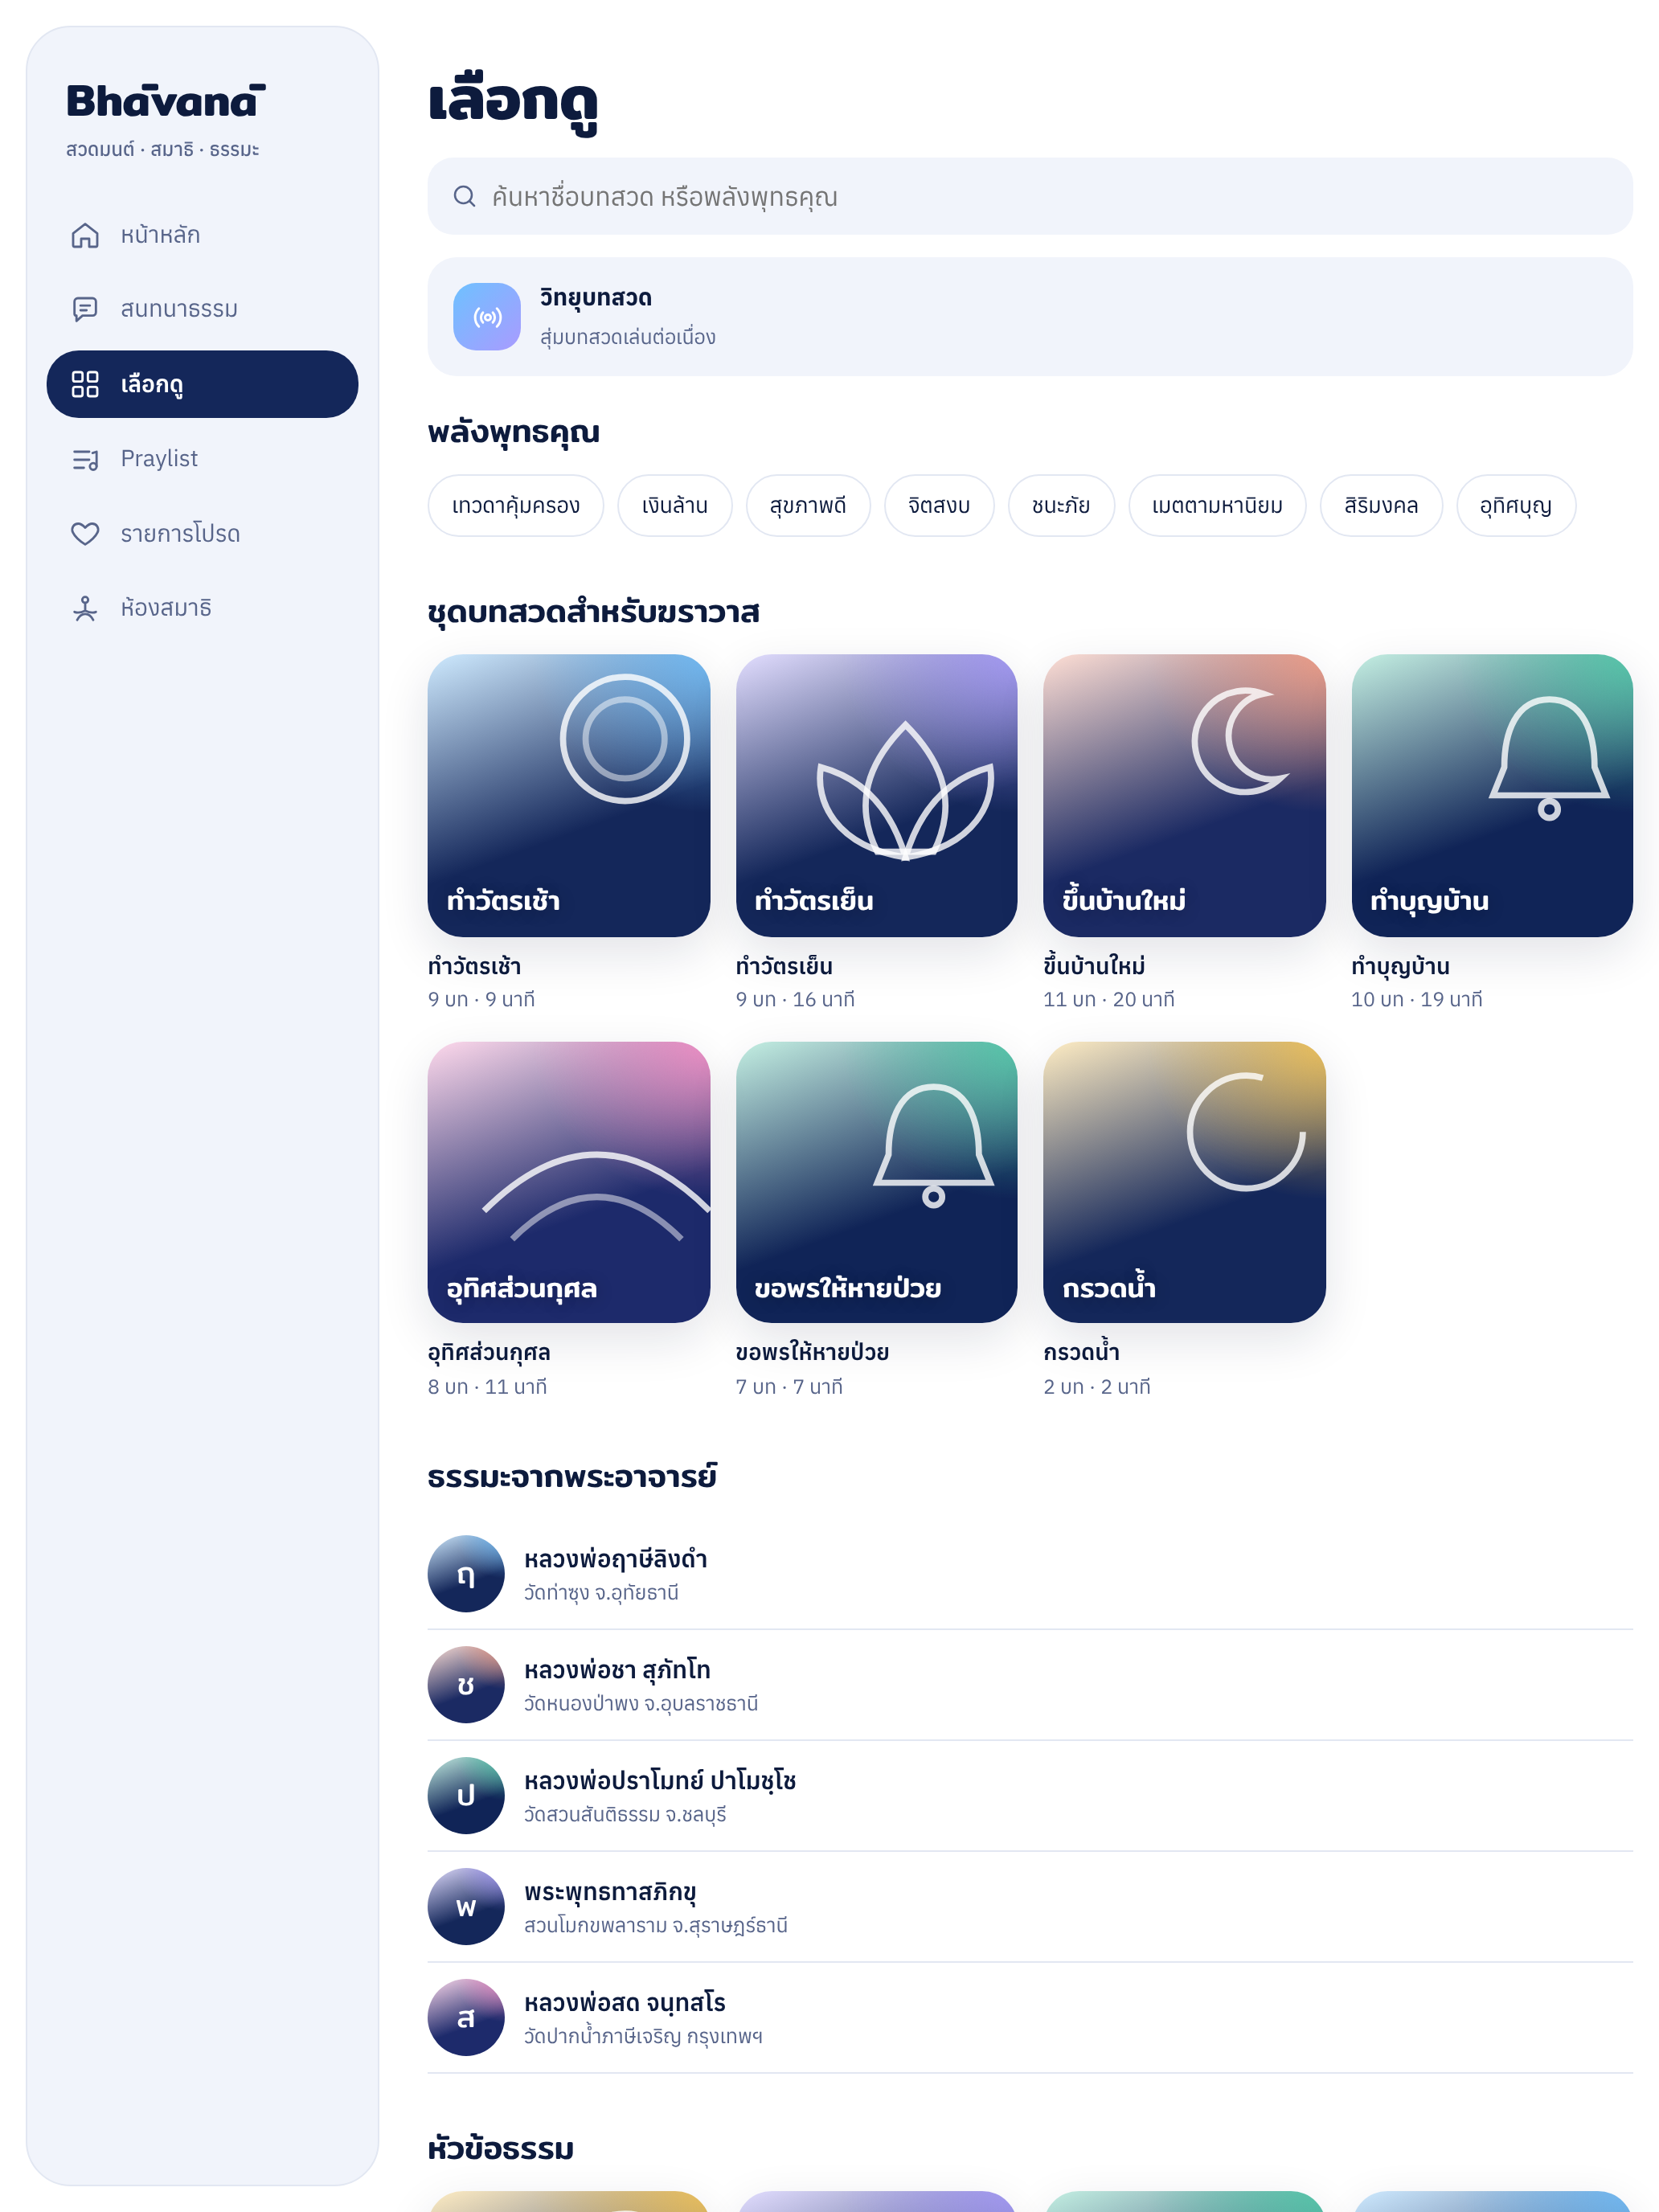 Bhāvanā
สวดมนต์ · สมาธิ · ธรรมะ
หน้าหลัก
สนทนาธรรม
เลือกดู
Praylist
รายการโปรด
ห้องสมาธิ
เลือกดู
ค้นหาชื่อบทสวด หรือพลังพุทธคุณ
วิทยุบทสวด
สุ่มบทสวดเล่นต่อเนื่อง
พลังพุทธคุณ
เทวดาคุ้มครอง เงินล้าน สุขภาพดี จิตสงบ ชนะภัย เมตตามหานิยม สิริมงคล อุทิศบุญ
ชุดบทสวดสำหรับฆราวาส
ทำวัตรเช้า ทำวัตรเย็น ขึ้นบ้านใหม่ ทำบุญบ้าน
ทำวัตรเช้า ทำวัตรเย็น ขึ้นบ้านใหม่ ทำบุญบ้าน
9 บท · 9 นาที 9 บท · 16 นาที 11 บท · 20 นาที 10 บท · 19 นาที
อุทิศส่วนกุศล ขอพรให้หายป่วย กรวดน้ำ
อุทิศส่วนกุศล ขอพรให้หายป่วย กรวดน้ำ
8 บท · 11 นาที 7 บท · 7 นาที 2 บท · 2 นาที
ธรรมะจากพระอาจารย์
ฤ
หลวงพ่อฤาษีลิงดำ
วัดท่าซุง จ.อุทัยธานี
ช
หลวงพ่อชา สุภัทโท
วัดหนองป่าพง จ.อุบลราชธานี
ป
หลวงพ่อปราโมทย์ ปาโมชฺโช
วัดสวนสันติธรรม จ.ชลบุรี
พ
พระพุทธทาสภิกขุ
สวนโมกขพลาราม จ.สุราษฎร์ธานี
ส
หลวงพ่อสด จนฺทสโร
วัดปากน้ำภาษีเจริญ กรุงเทพฯ
หัวข้อธรรม